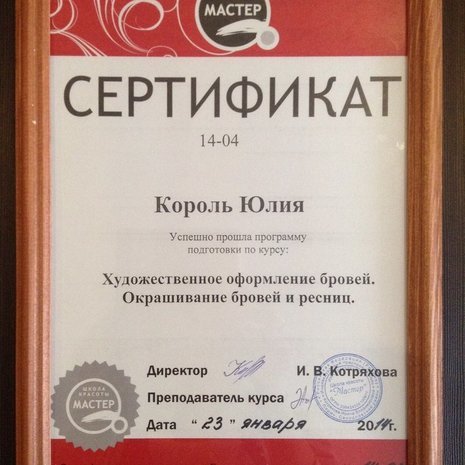 МАСТЕР
СЕРТИФИКАТ
14-04
Король Юлия
Успешно прошла программу
подготовки по курсу:
Художественное оформление бровей.
Окрашивание бровей и ресниц.
Директор И. В. Котряхова
Преподаватель курса
Дата " 23 " января 2014г.
ШКОЛА
КРАСОТЫ
МАСТЕР